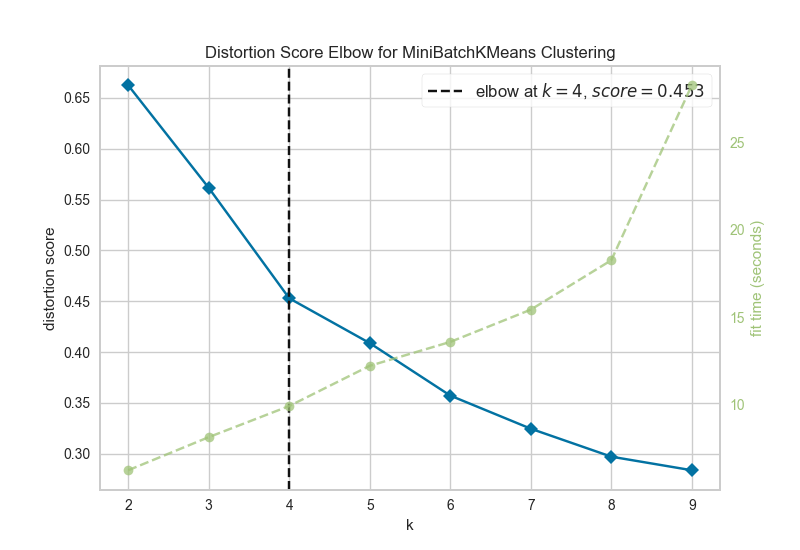 Distortion Score Elbow for MiniBatchKMeans Clustering
elbow at k = 4, score = 0.453
distortion score
0.65
0.60
0.55
0.50
0.45
0.40
0.35
0.30
25
20
15
10
fit time (seconds)
2 3 4 5 6 7 8 9
k